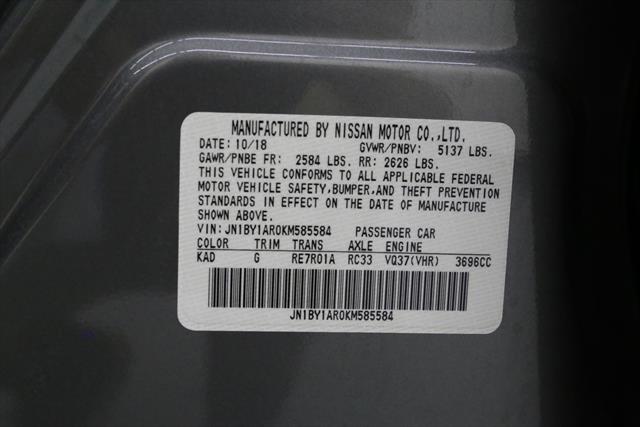 MANUFACTURED BY NISSAN MOTOR CO.,LTD.
DATE: 10/18 GVWR/PNBV: 5137 LBS.
GAWR/PNBE FR: 2584 LBS. RR: 2626 LBS.
THIS VEHICLE CONFORMS TO ALL APPLICABLE FEDERAL
MOTOR VEHICLE SAFETY,BUMPER,AND THEFT PREVENTION
STANDARDS IN EFFECT ON THE DATE OF MANUFACTURE
SHOWN ABOVE.
VIN:JN1BY1AR0KM585584 PASSENGER CAR
COLOR TRIM TRANS AXLE ENGINE
KAD G RE7R01A RC33 VQ37(VHR) 3696CC
JN1BY1AR0KM585584